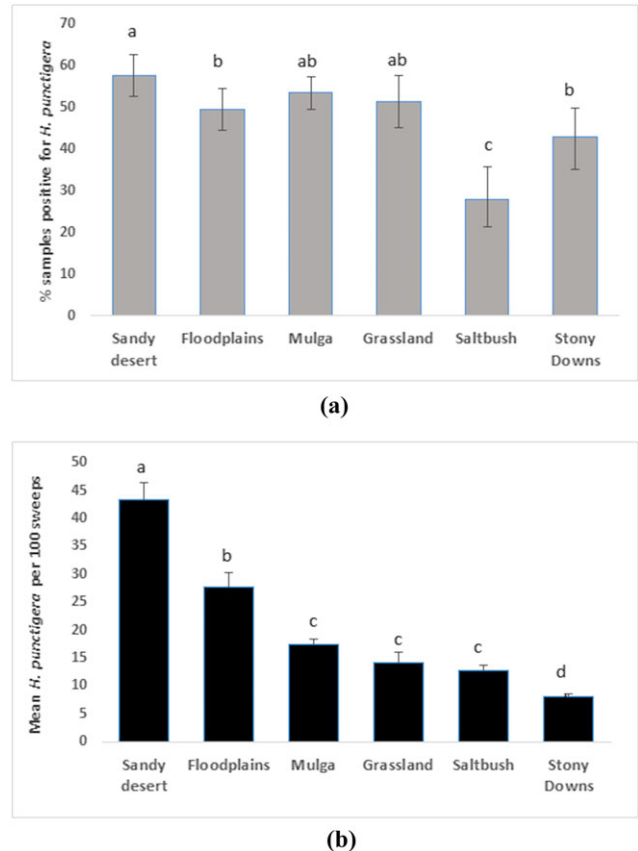 % samples positive for H. punctigera
70
60
50
40
30
20
10
0
a
b
ab
ab
c
b
Sandy desert
Floodplains
Mulga
Grassland
Saltbush
Stony Downs
(a)
Mean H. punctigera per 100 sweeps
50
45
40
35
30
25
20
15
10
5
0
a
b
c
c
c
d
Sandy desert
Floodplains
Mulga
Grassland
Saltbush
Stony Downs
(b)